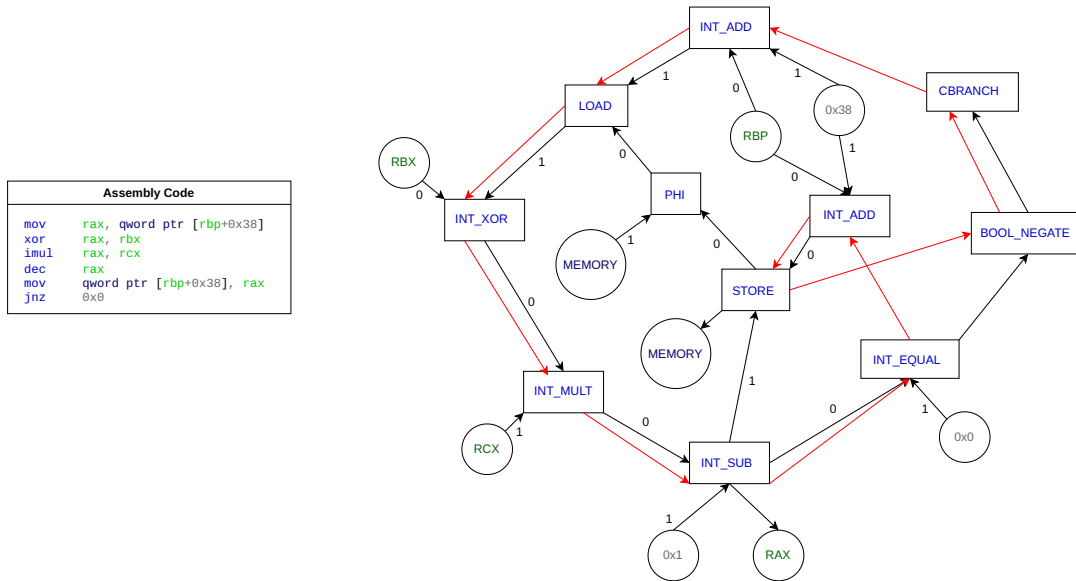 Assembly Code
mov rax, qword ptr [rbp+0x38]
xor rax, rbx
imul rax, rcx
dec rax
mov qword ptr [rbp+0x38], rax
jnz 0x0
INT_ADD
1
1
0
LOAD
0x38
CBRANCH
RBP
RBX
0
1
1
0
0
PHI
INT_XOR
INT_ADD
1
0
0
BOOL_NEGATE
MEMORY
STORE
0
MEMORY
INT_EQUAL
1
INT_MULT
0
1
0
1
RCX
0x0
INT_SUB
1
0x1
RAX